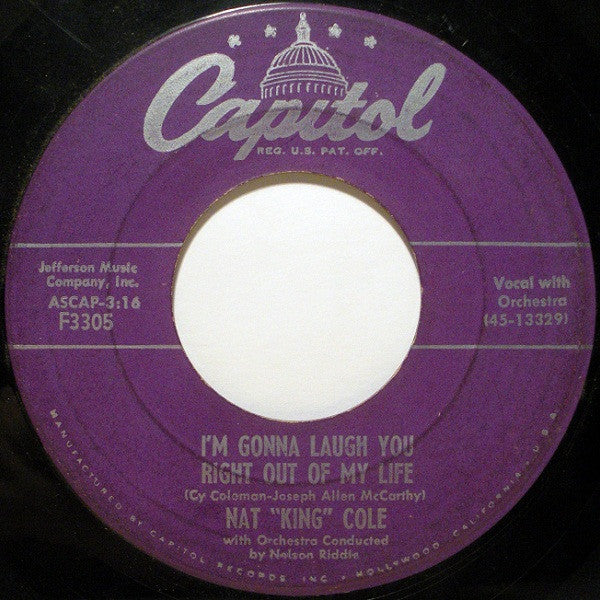 Capitol
REG. U.S. PAT. OFF.
Jefferson Music
Company, Inc.
ASCAP-3:16
F3305
Vocal with
Orchestra
(45-13329)
I'M GONNA LAUGH YOU
RIGHT OUT OF MY LIFE
(Cy Coloman-Joseph Allen McCarthy)
NAT "KING" COLE
with Orchestra Conducted
by Nelson Riddle
MANUFACTURED BY CAPITOL RECORDS INC • HOLLYWOOD, CALIFORNIA • U.S.A.